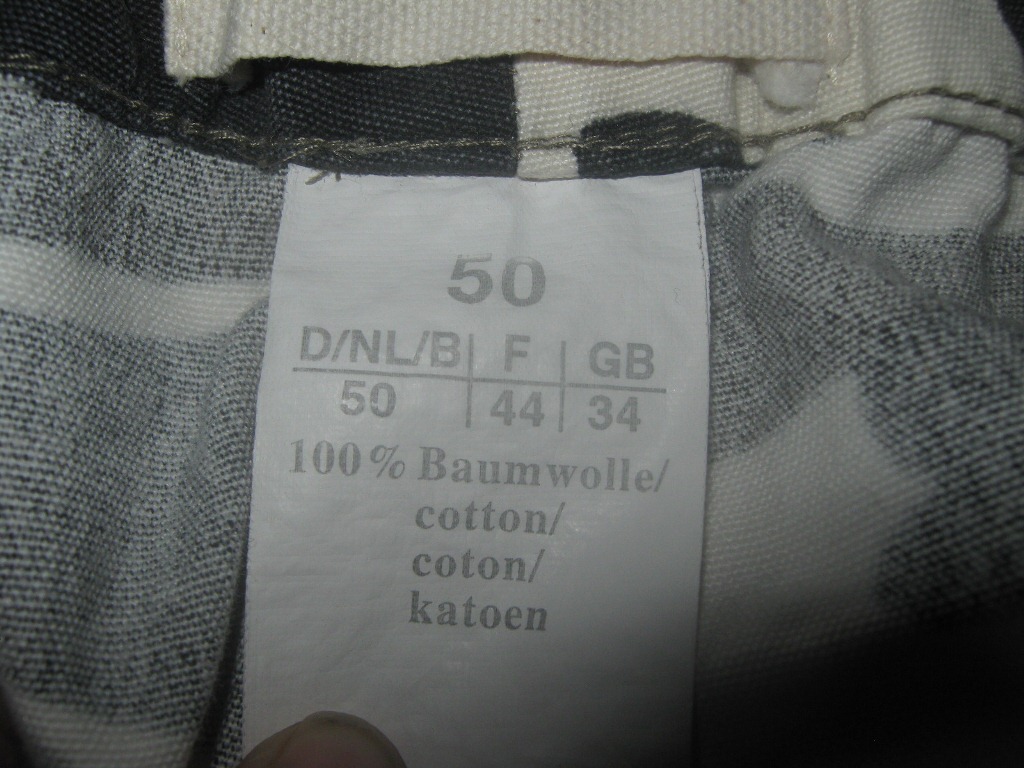 50
D/NL/B F GB
50 44 34
100% Baumwolle/
cotton/
coton/
katoen